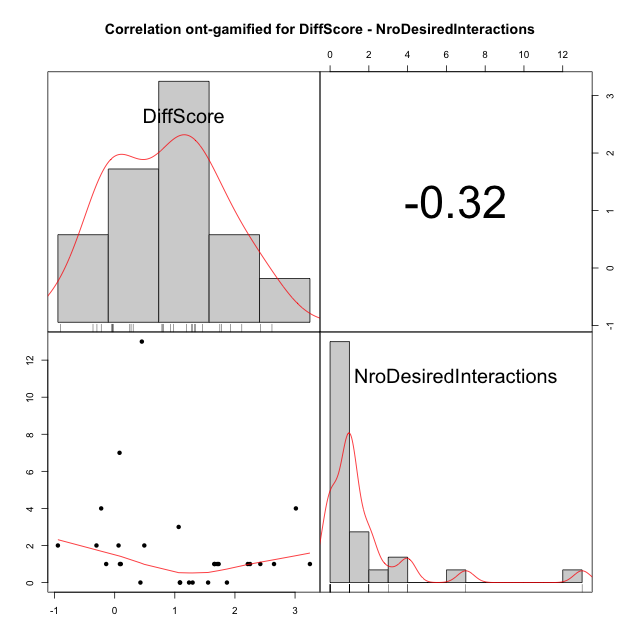 Correlation ont-gamified for DiffScore - NroDesiredInteractions
0 2 4 6 8 10 12
DiffScore
-0.32
3
2
1
0
-1
NroDesiredInteractions
12
10
8
6
4
2
0
-1 0 1 2 3